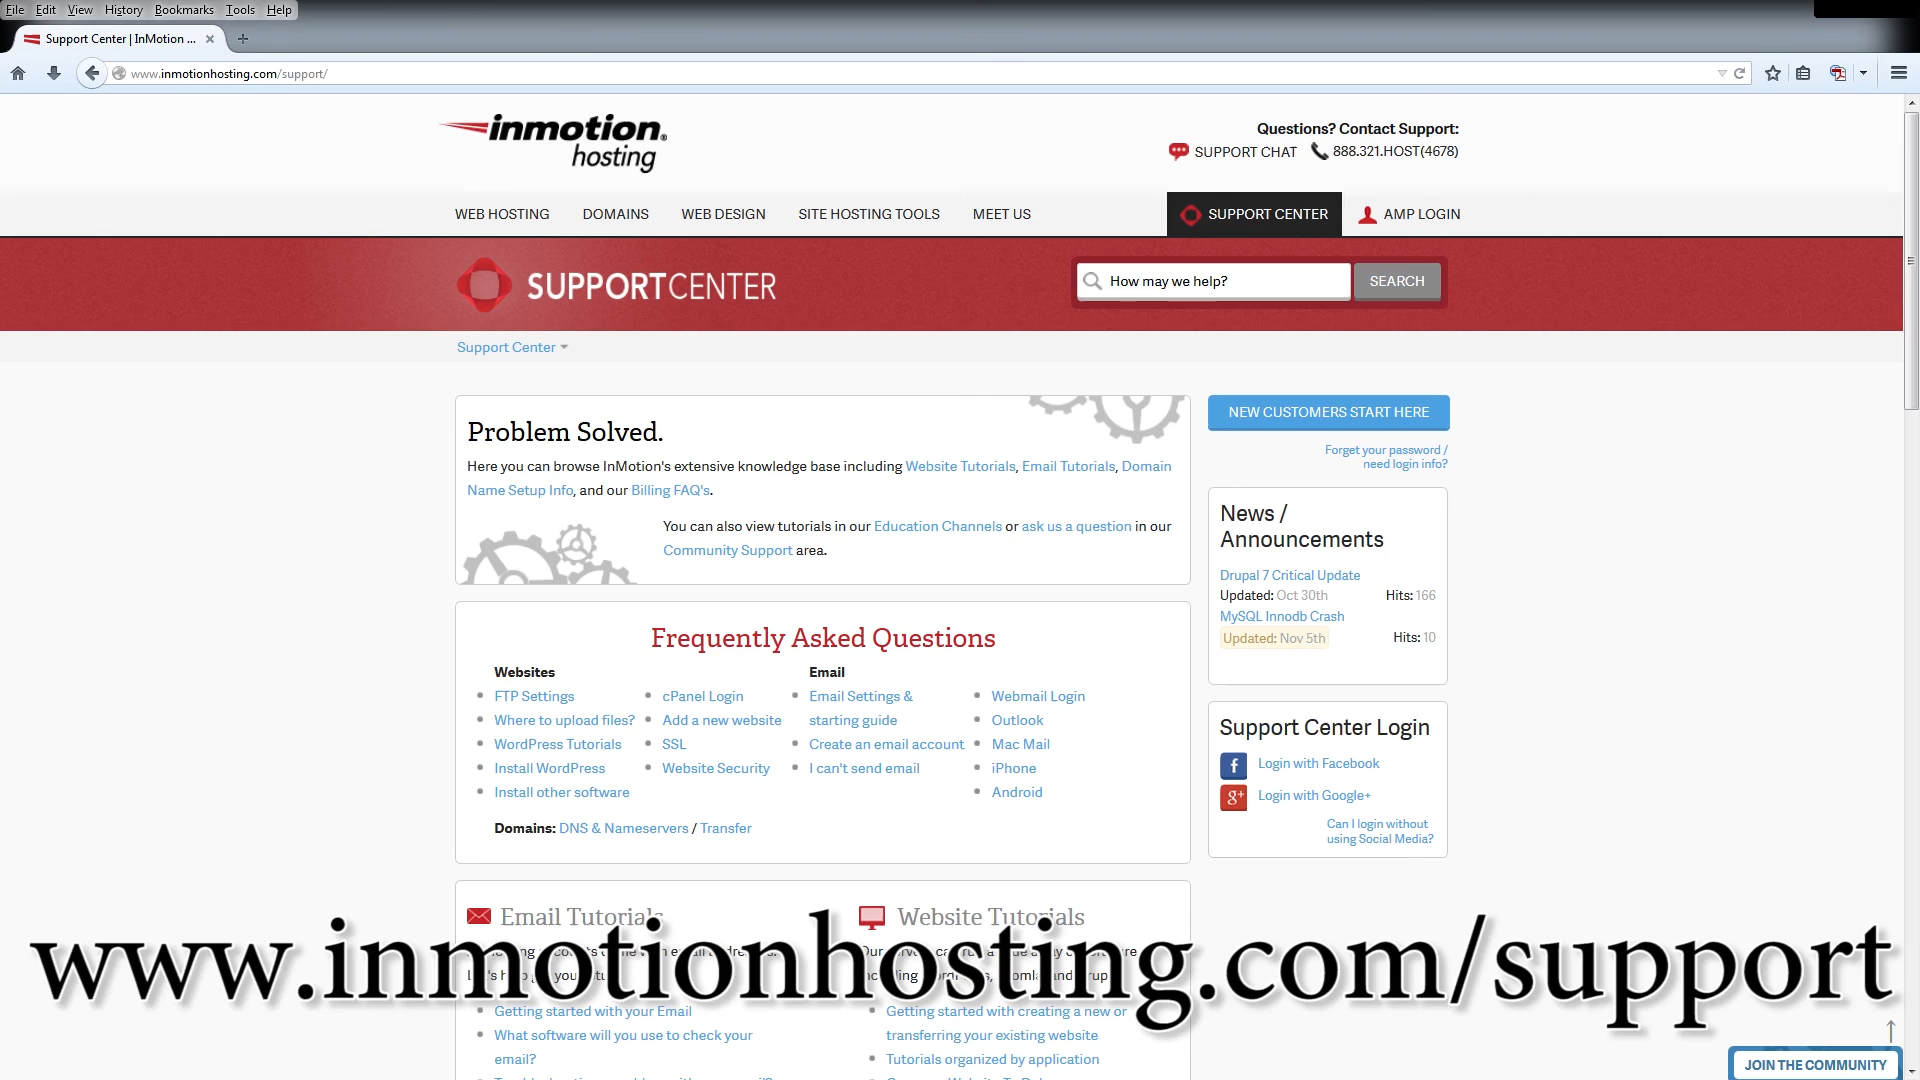 File Edit View History Bookmarks Tools Help
Support Center | InMotion ...
www.inmotionhosting.com/support/
inmotion®
hosting
Questions? Contact Support:
SUPPORT CHAT 888.321.HOST(4678)
WEB HOSTING DOMAINS WEB DESIGN SITE HOSTING TOOLS MEET US SUPPORT CENTER AMP LOGIN
SUPPORTCENTER
How may we help? SEARCH
Support Center
Problem Solved.
Here you can browse InMotion's extensive knowledge base including Website Tutorials, Email Tutorials, Domain
Name Setup Info, and our Billing FAQ's.
You can also view tutorials in our Education Channels or ask us a question in our
Community Support area.
NEW CUSTOMERS START HERE
Forget your password /
need login info?
News /
Announcements
Drupal 7 Critical Update
Updated: Oct 30th Hits: 166
MySQL Innodb Crash
Updated: Nov 5th Hits: 10
Frequently Asked Questions
Websites
FTP Settings
Where to upload files?
WordPress Tutorials
Install WordPress
Install other software
cPanel Login
Add a new website
SSL
Website Security
Email
Email Settings &
starting guide
Create an email account
I can't send email
Webmail Login
Outlook
Mac Mail
iPhone
Android
Domains: DNS & Nameservers / Transfer
Support Center Login
f Login with Facebook
g+ Login with Google+
Can I login without
using Social Media?
Email Tutorials
Website Tutorials
www.inmotionhosting.com/support
Getting started with your Email
What software will you use to check your
email?
Getting started with creating a new or
transferring your existing website
Tutorials organized by application
JOIN THE COMMUNITY